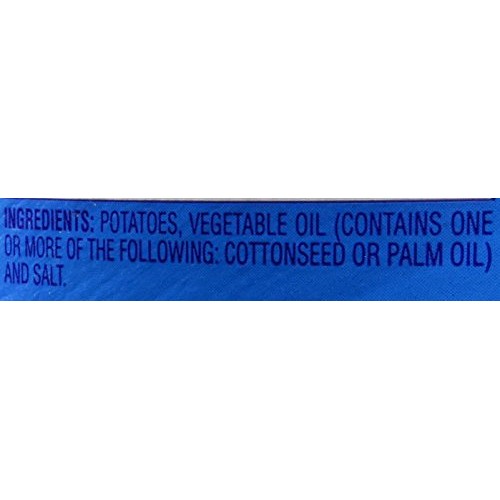 INGREDIENTS: POTATOES, VEGETABLE OIL (CONTAINS ONE
OR MORE OF THE FOLLOWING: COTTONSEED OR PALM OIL)
AND SALT.